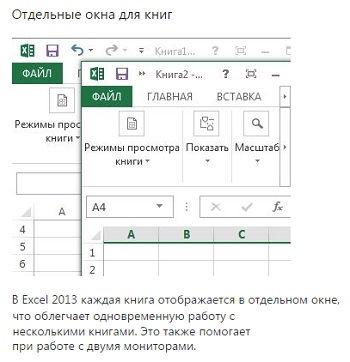 Отдельные окна для книг
Книга1...
ФАЙЛ
Режимы прос
книги
A
4
5
6
Книга2 -...
ФАЙЛ ГЛАВНАЯ ВСТАВКА
Режимы просмотра книги Показать Масштаб
A4 fx
A B C
1
2
В Excel 2013 каждая книга отображается в отдельном окне,
что облегчает одновременную работу с
несколькими книгами. Это также помогает
при работе с двумя мониторами.